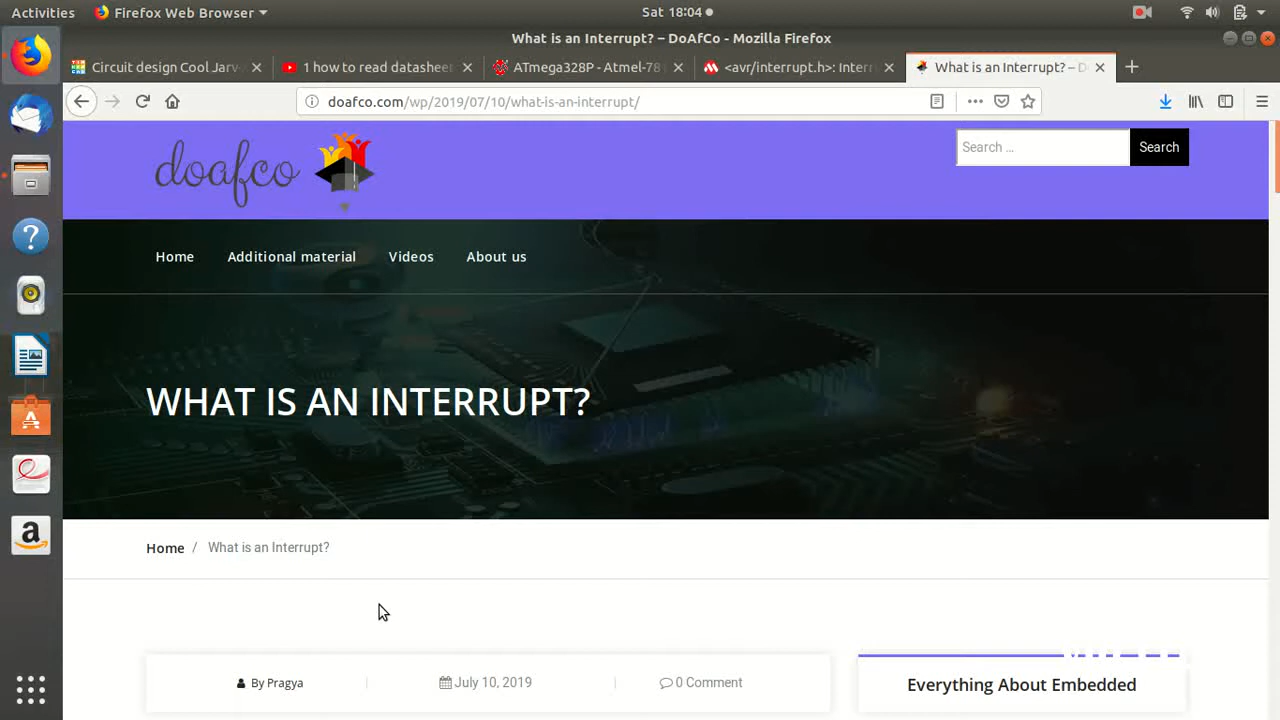 Activities
Firefox Web Browser
Sat 18:04
What is an Interrupt? – DoAfCo - Mozilla Firefox
Circuit design Cool Jarv
1 how to read datashee
ATmega328P - Atmel-78
<avr/interrupt.h>: Inter
What is an Interrupt? – D
doafco.com/wp/2019/07/10/what-is-an-interrupt/
doafco
Search ...
Search
Home
Additional material
Videos
About us
WHAT IS AN INTERRUPT?
Home / What is an Interrupt?
By Pragya
July 10, 2019
0 Comment
Everything About Embedded